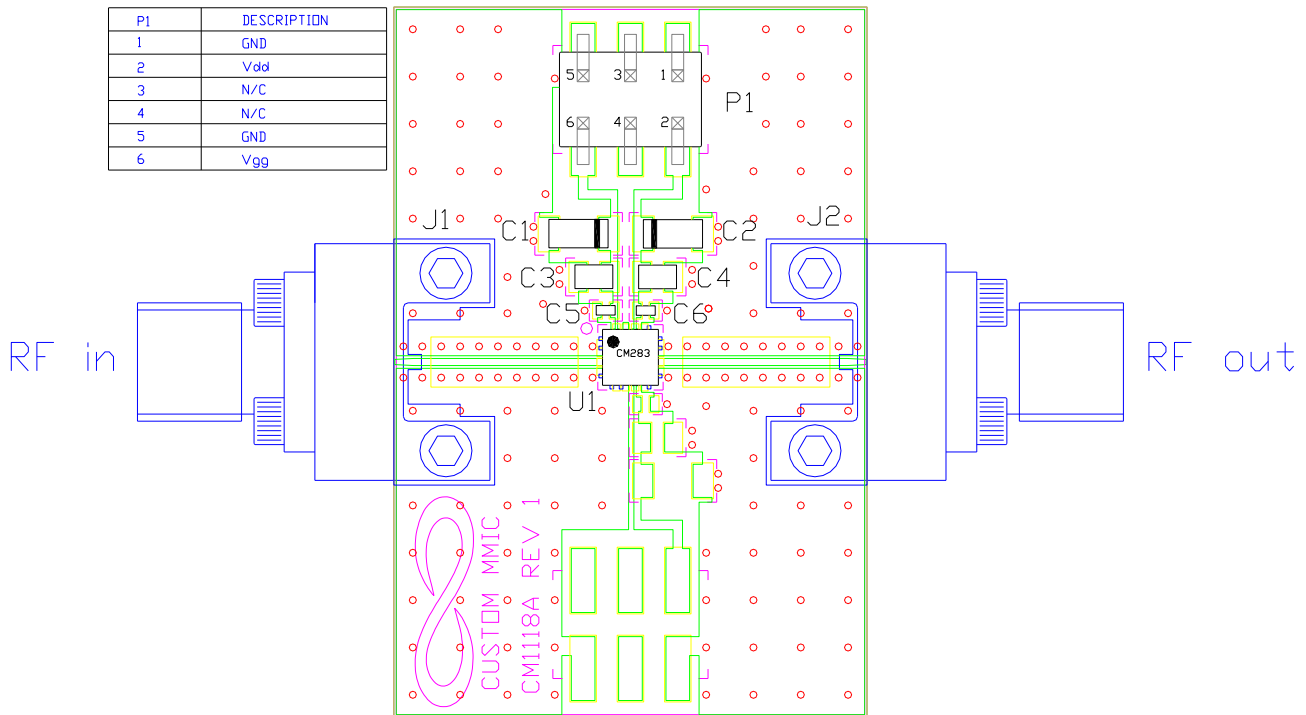 P1 DESCRIPTION
1 GND
2 Vdd
3 N/C
4 N/C
5 GND
6 Vgg
5 3 1
P1
6 4 2
J1
C1
C2
J2
C3
C4
C5
C6
RF in
CM283
RF out
U1
CUSTOM MMIC
CM1118A REV 1